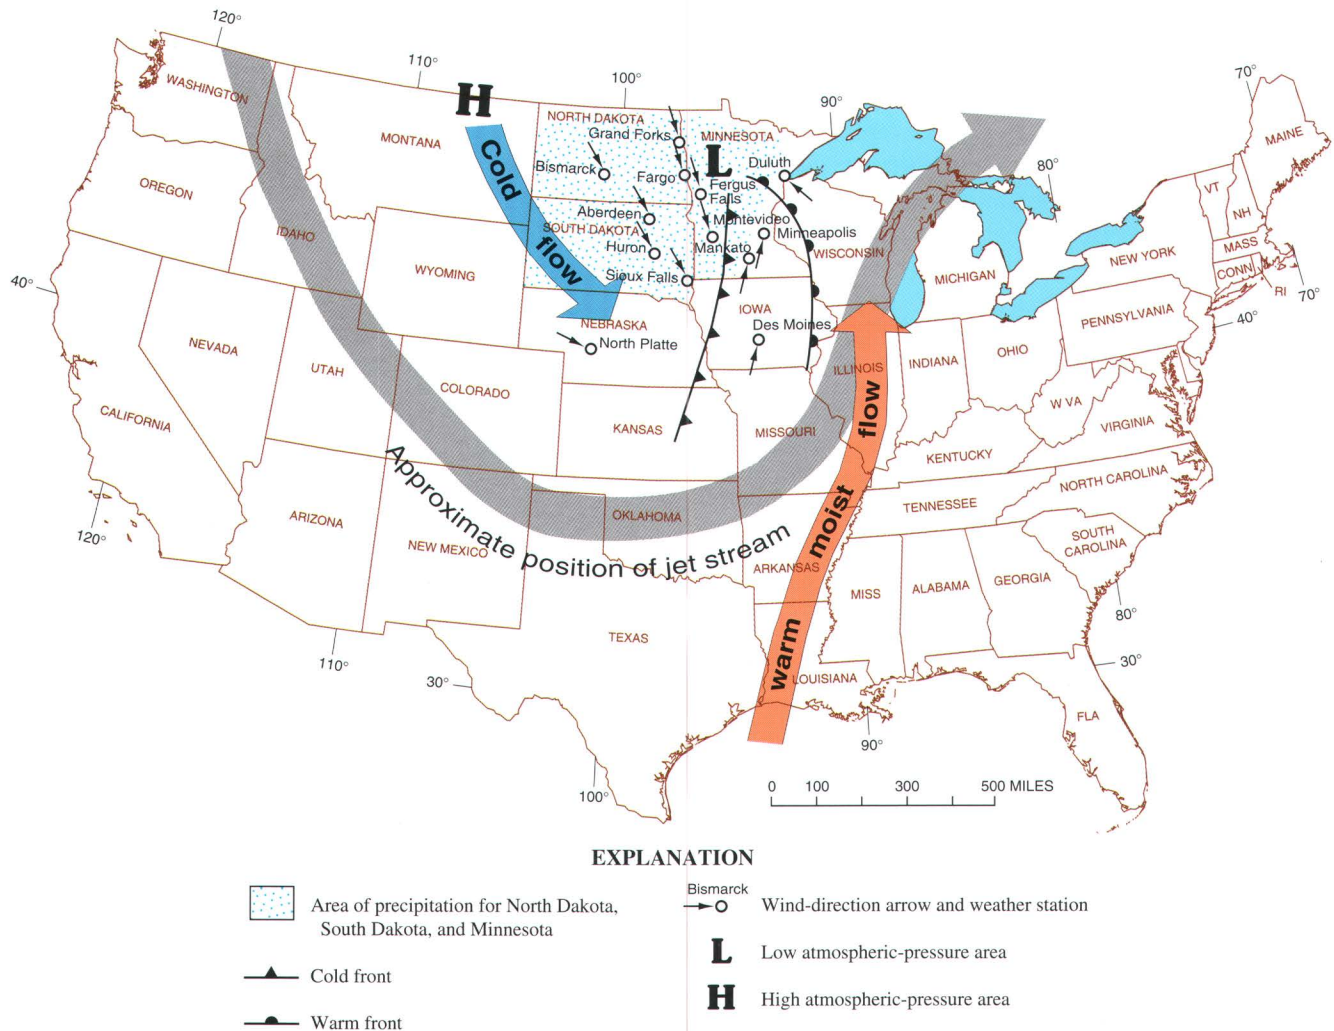 120°
110°
100°
90°
70°
80°
H
L
WASHINGTON
MONTANA
NORTH DAKOTA
Grand Forks
MINNESOTA
MAINE
Cold
flow
Bismarck
Fargo
Duluth
Fergus
Falls
OREGON
IDAHO
Aberdeen
SOUTH DAKOTA
Montevideo
Minneapolis
VT
NH
Huron
Mankato
WISCONSIN
NEW YORK
MASS
WYOMING
Sioux Falls
MICHIGAN
CONN
RI
40°
70°
IOWA
PENNSYLVANIA
40°
NEBRASKA
Des Moines
North Platte
NEVADA
UTAH
COLORADO
ILLINOIS
INDIANA
OHIO
W VA
VIRGINIA
CALIFORNIA
KANSAS
MISSOURI
KENTUCKY
NORTH CAROLINA
TENNESSEE
SOUTH
CAROLINA
ARIZONA
NEW MEXICO
OKLAHOMA
ARKANSAS
Approximate position of jet stream
warm moist flow
MISS
ALABAMA
GEORGIA
120°
80°
TEXAS
LOUISIANA
110°
30°
30°
FLA
90°
100°
0 100 300 500 MILES
EXPLANATION
Area of precipitation for North Dakota,
South Dakota, and Minnesota
Cold front
Warm front
Bismarck
Wind-direction arrow and weather station
L Low atmospheric-pressure area
H High atmospheric-pressure area